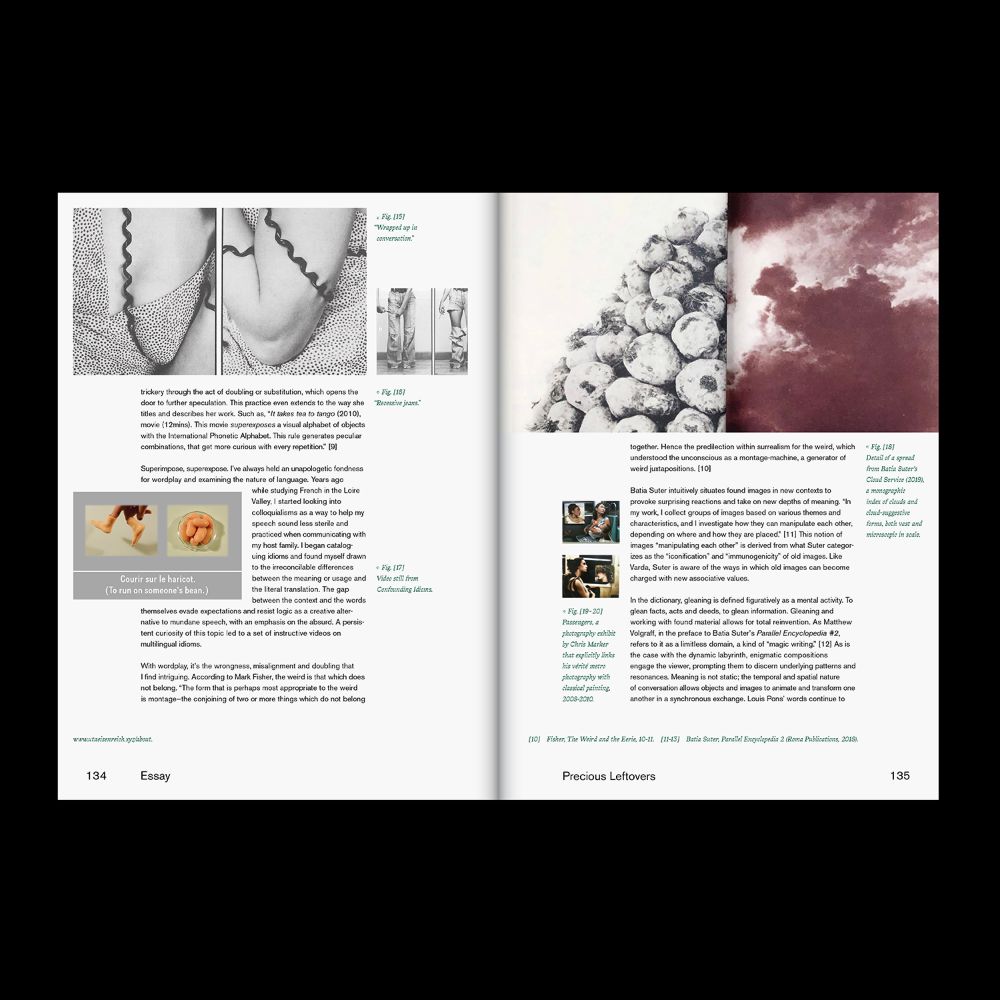 ▵ Fig. [15]
"Wrapped up in
conversation."
▵ Fig. [16]
"Recessive jeans."
trickery through the act of doubling or substitution, which opens the
door to further speculation. This practice even extends to the way she
titles and describes her work. Such as, "It takes tea to tango (2010),
movie (12mins). This movie superexposes a visual alphabet of objects
with the International Phonetic Alphabet. This rule generates peculiar
combinations, that get more curious with every repetition." [9]
Superimpose, superexpose. I've always held an unapologetic fondness
for wordplay and examining the nature of language. Years ago
while studying French in the Loire
Valley, I started looking into
colloquialisms as a way to help my
speech sound less sterile and
practiced when communicating with
my host family. I began catalog-
uing idioms and found myself drawn
to the irreconcilable differences
between the meaning or usage and
the literal translation. The gap
between the context and the words
themselves evade expectations and resist logic as a creative alter-
native to mundane speech, with an emphasis on the absurd. A persis-
tent curiosity of this topic led to a set of instructive videos on
multilingual idioms.
Courir sur le haricot.
(To run on someone's bean.)
Fig. [17]
Video still from
Confounding Idioms.
With wordplay, it's the wrongness, misalignment and doubling that
I find intriguing. According to Mark Fisher, the weird is that which does
not belong. "The form that is perhaps most appropriate to the weird
is montage—the conjoining of two or more things which do not belong
www.utaeisenreich.xyz/about.
134 Essay
together. Hence the predilection within surrealism for the weird, which
understood the unconscious as a montage-machine, a generator of
weird juxtapositions. [10]
Fig. [18]
Detail of a spread
from Batia Suter's
Cloud Service (2019),
a monographic
index of clouds and
cloud-suggestive
forms, both vast and
microscopic in scale.
Batia Suter intuitively situates found images in new contexts to
provoke surprising reactions and take on new depths of meaning. "In
my work, I collect groups of images based on various themes and
characteristics, and I investigate how they can manipulate each other,
depending on where and how they are placed." [11] This notion of
images "manipulating each other" is derived from what Suter categor-
izes as the "iconification" and "immunogenicity" of old images. Like
Varda, Suter is aware of the ways in which old images can become
charged with new associative values.
Fig. [19-20]
Passengers, a
photography exhibit
by Chris Marker
that explicitly links
his vérité metro
photography with
classical painting,
2008-2010.
In the dictionary, gleaning is defined figuratively as a mental activity. To
glean facts, acts and deeds, to glean information. Gleaning and
working with found material allows for total reinvention. As Matthew
Volgraff, in the preface to Batia Suter's Parallel Encyclopedia #2,
refers to it as a limitless domain, a kind of "magic writing." [12] As is
the case with the dynamic labyrinth, enigmatic compositions
engage the viewer, prompting them to discern underlying patterns and
resonances. Meaning is not static; the temporal and spatial nature
of conversation allows objects and images to animate and transform one
another in a synchronous exchange. Louis Pons' words continue to
[10] Fisher, The Weird and the Eerie, 10-11. [11-13] Batia Suter, Parallel Encyclopedia 2 (Roma Publications, 2018).
Precious Leftovers 135